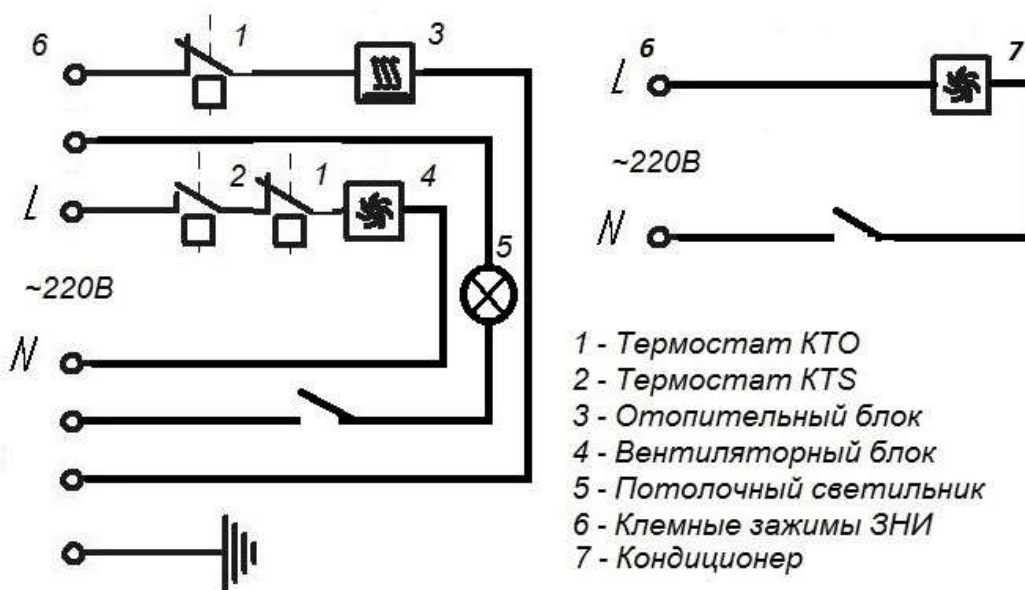 6
1
3
L
2
1
4
~220В
5
N
6
7
L
~220В
N
1 - Термостат КТО
2 - Термостат KTS
3 - Отопительный блок
4 - Вентиляторный блок
5 - Потолочный светильник
6 - Клемные зажимы ЗНИ
7 - Кондиционер